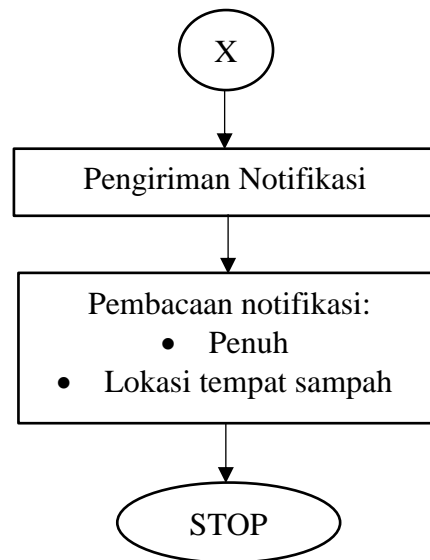 X
Pengiriman Notifikasi
Pembacaan notifikasi:
• Penuh
• Lokasi tempat sampah
STOP